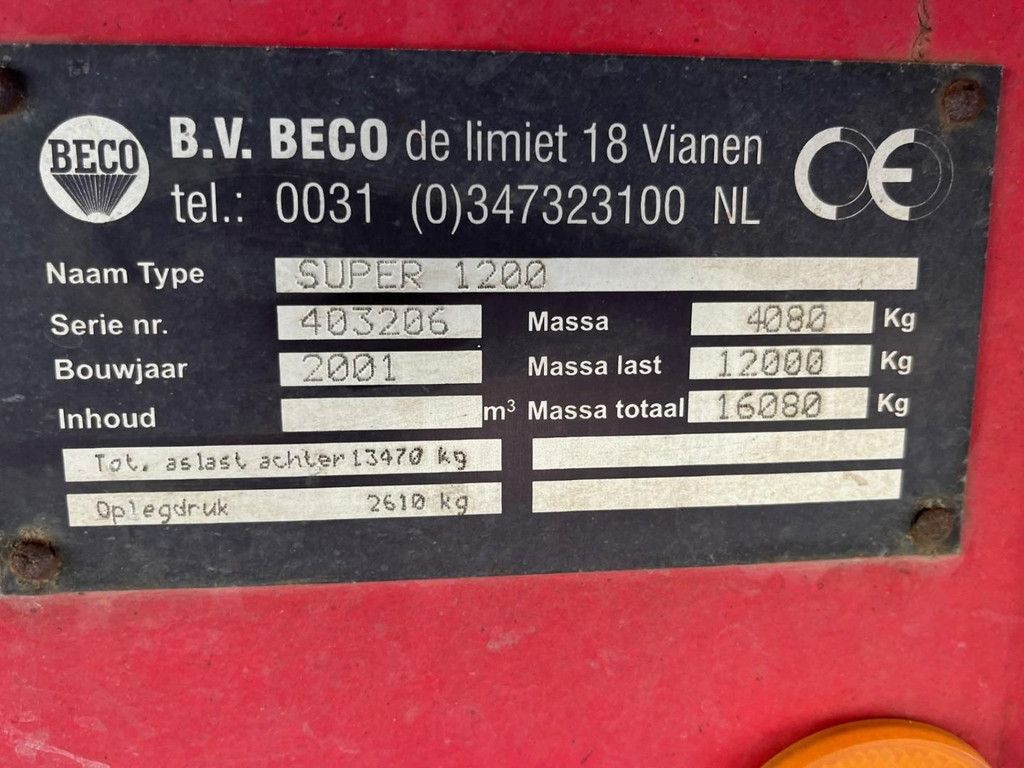 BECO
B.V. BECO de limiet 18 Vianen
tel.: 0031 (0)347323100 NL
CE
Naam Type SUPER 1200
Serie nr. 403206 Massa 4080 Kg
Bouwjaar 2001 Massa last 12000 Kg
Inhoud m³ Massa totaal 16080 Kg
Tot. aslast achter 13470 kg
Oplegdruk 2610 kg